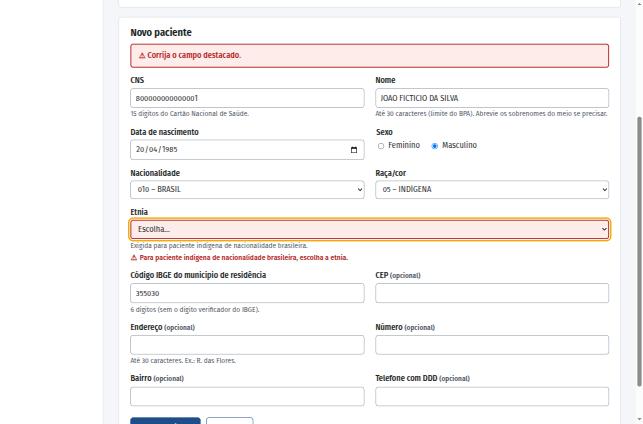 Novo paciente
⚠ Corrija o campo destacado.
CNS
Nome
800000000000001
JOAO FICTICIO DA SILVA
15 dígitos do Cartão Nacional de Saúde.
Até 30 caracteres (limite do BPA). Abrevie os sobrenomes do meio se precisar.
Data de nascimento
Sexo
20/04/1985
Feminino
Masculino
Nacionalidade
Raça/cor
010 – BRASIL
05 – INDÍGENA
Etnia
Escolha...
Exigida para paciente indígena de nacionalidade brasileira.
⚠ Para paciente indígena de nacionalidade brasileira, escolha a etnia.
Código IBGE do município de residência
CEP (opcional)
355030
6 dígitos (sem o dígito verificador do IBGE).
Endereço (opcional)
Número (opcional)
Até 30 caracteres. Ex.: R. das Flores.
Bairro (opcional)
Telefone com DDD (opcional)